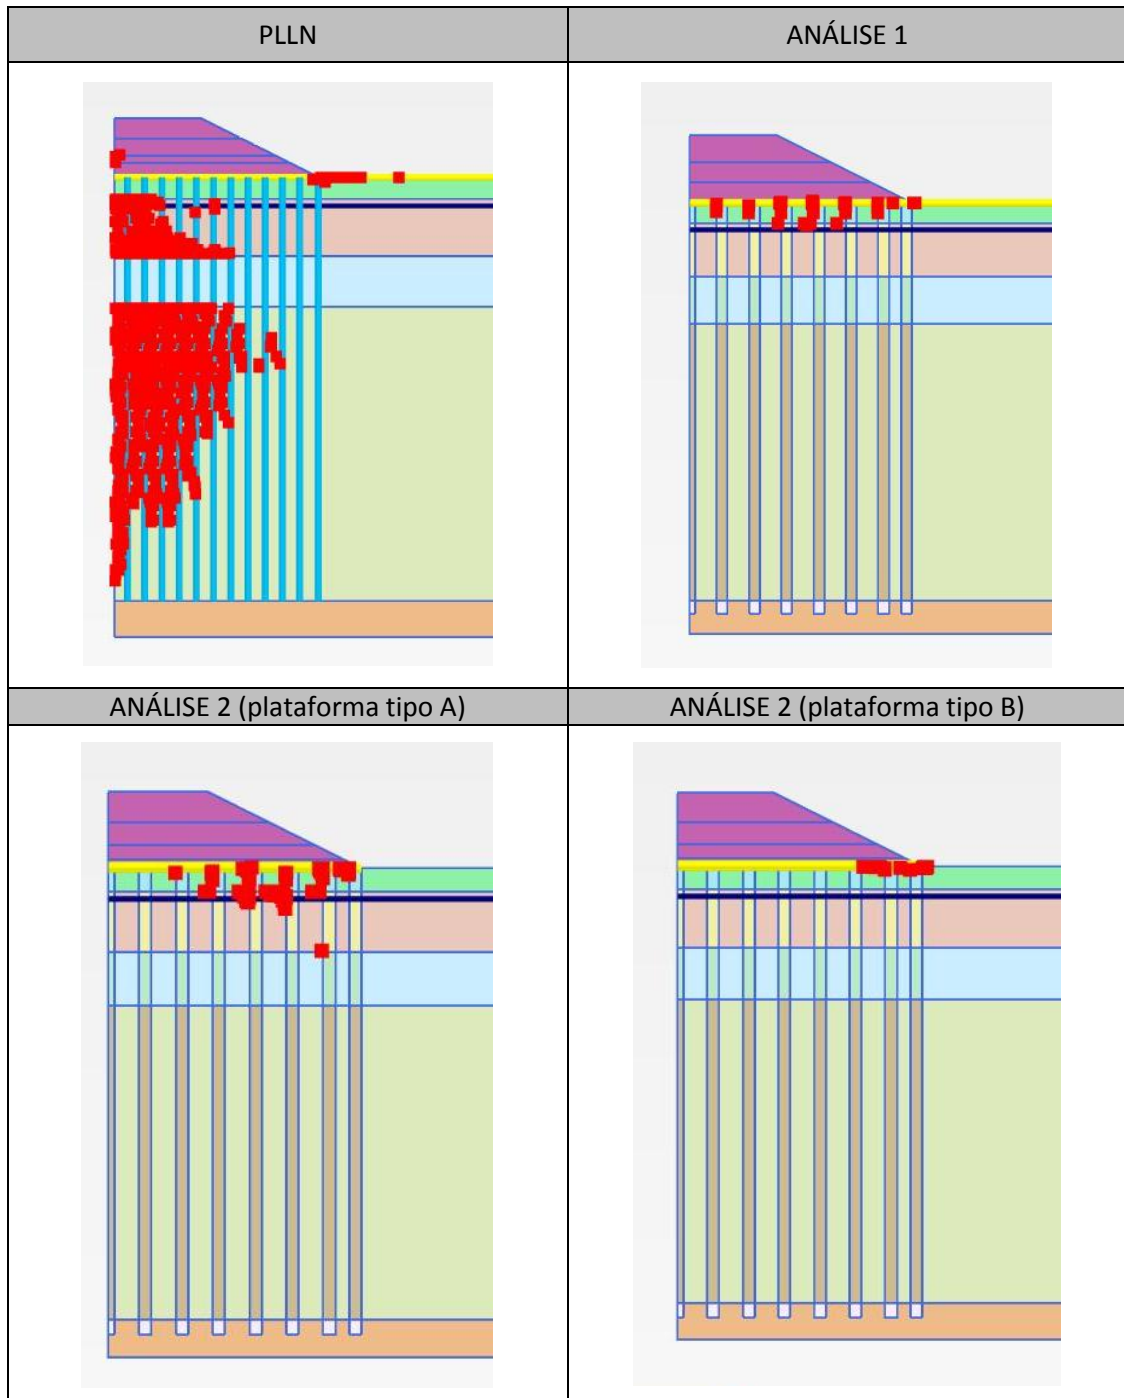 PLLN
ANÁLISE 1
ANÁLISE 2 (plataforma tipo A)
ANÁLISE 2 (plataforma tipo B)